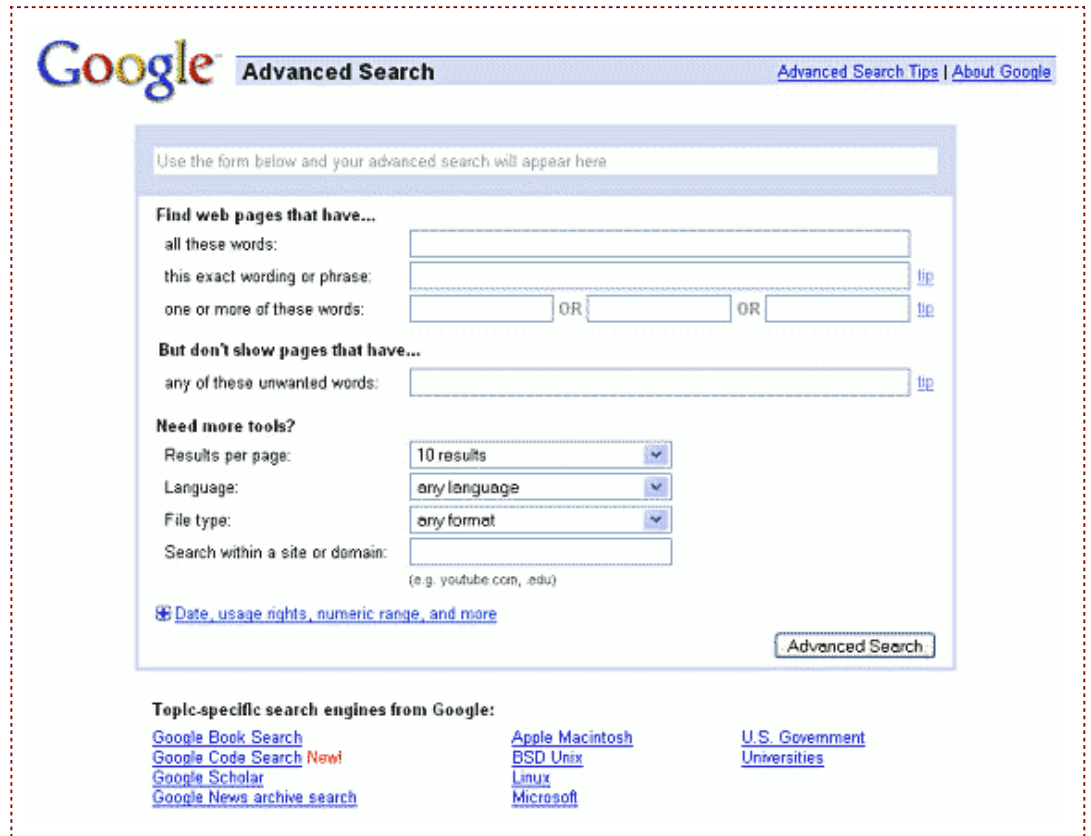 Google Advanced Search Advanced Search Tips | About Google
Use the form below and your advanced search will appear here
Find web pages that have...
all these words:
this exact wording or phrase: tip
one or more of these words: OR OR tip
But don't show pages that have...
any of these unwanted words: tip
Need more tools?
Results per page: 10 results
Language: any language
File type: any format
Search within a site or domain:
(e.g. youtube.com, .edu)
Date, usage rights, numeric range, and more
Advanced Search
Topic-specific search engines from Google:
Google Book Search Apple Macintosh U.S. Government
Google Code Search New! BSD Unix Universities
Google Scholar Linux
Google News archive search Microsoft